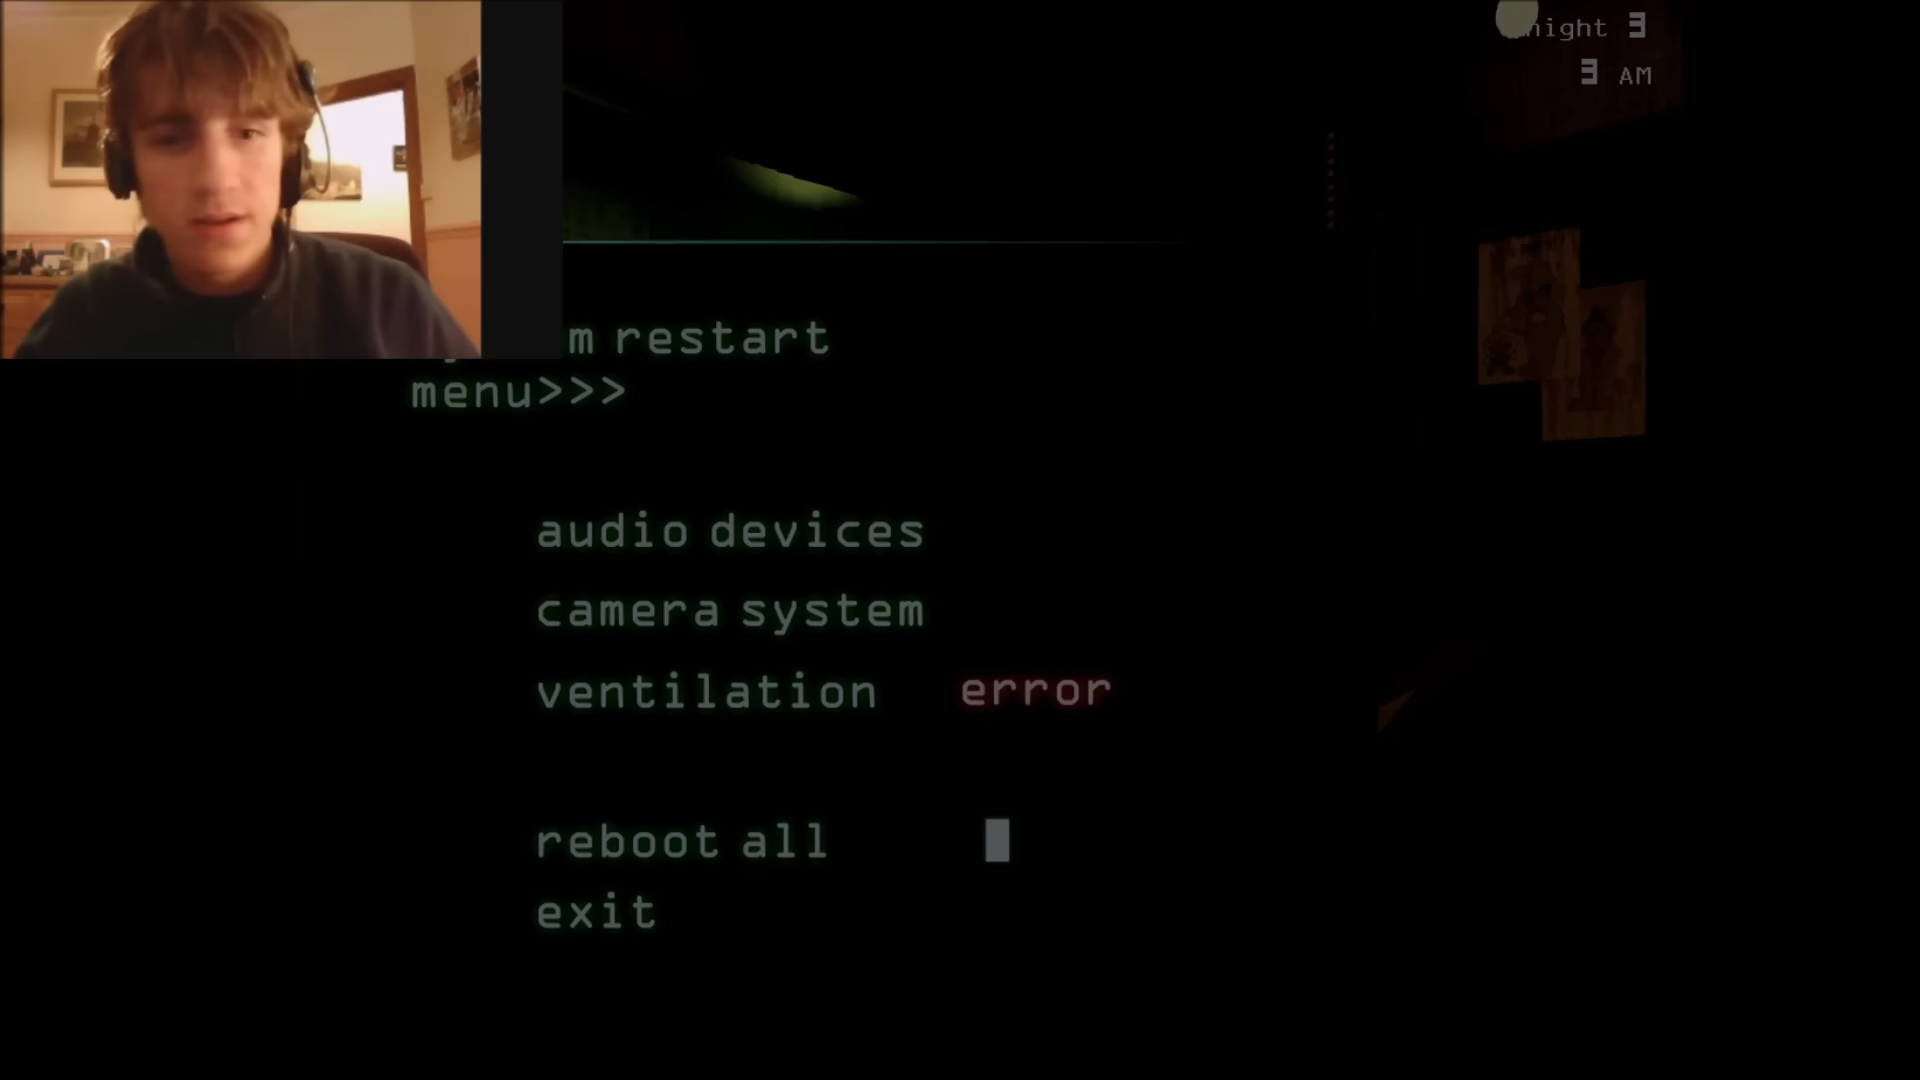 night 3
3 AM
m restart
menu>>>
audio devices
camera system
ventilation error
reboot all
exit